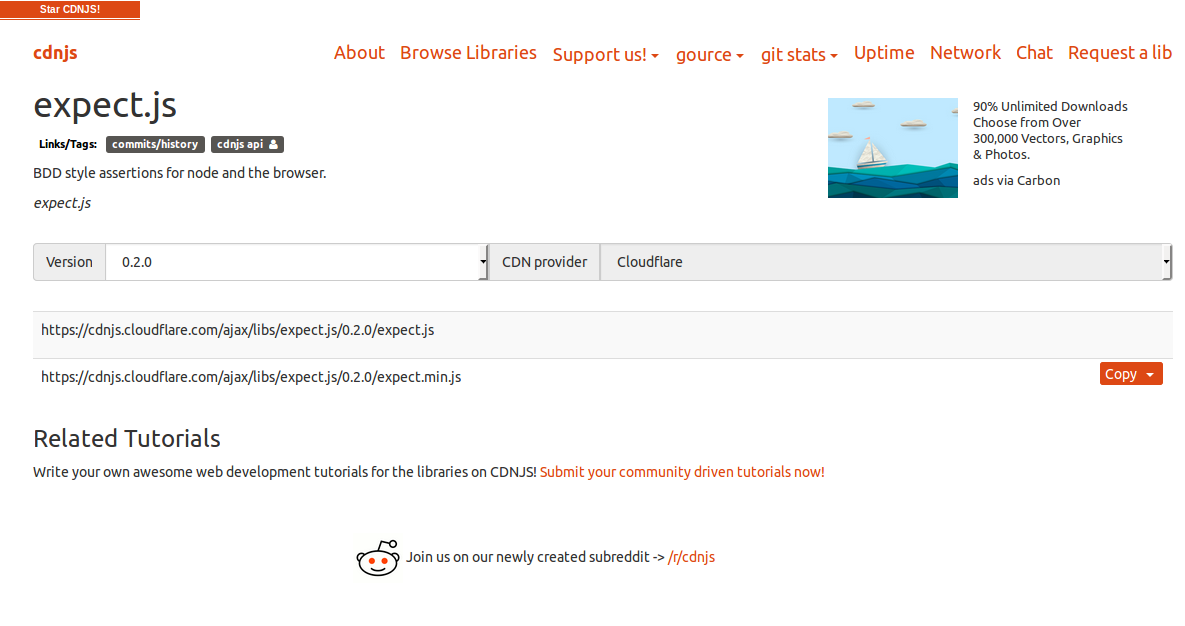 Star CDNJS!
cdnjs About Browse Libraries Support us! gource git stats Uptime Network Chat Request a lib
expect.js
Links/Tags: commits/history cdnjs api
BDD style assertions for node and the browser.
expect.js
90% Unlimited Downloads
Choose from Over
300,000 Vectors, Graphics
& Photos.
ads via Carbon
Version 0.2.0 CDN provider Cloudflare
https://cdnjs.cloudflare.com/ajax/libs/expect.js/0.2.0/expect.js
https://cdnjs.cloudflare.com/ajax/libs/expect.js/0.2.0/expect.min.js Copy
Related Tutorials
Write your own awesome web development tutorials for the libraries on CDNJS! Submit your community driven tutorials now!
Join us on our newly created subreddit -> /r/cdnjs